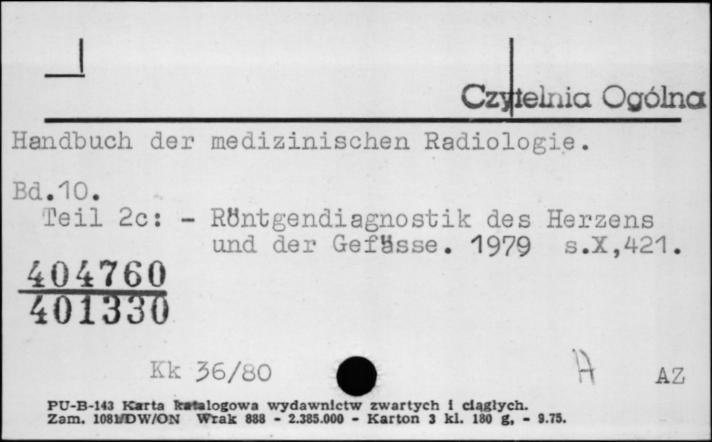 Czytelnia Ogólna
Handbuch der medizinischen Radiologie.
Bd.10.
Teil 2c: - Röntgendiagnostik des Herzens
und der Gefässe. 1979 s.X,421.
404760
401330
Kk 36/80
H AZ
PU-B-143 Karta katalogowa wydawnictw zwartych i ciągłych.
Zam. 1081/DW/ON Wrak 888 - 2.385.000 - Karton 3 kl. 180 g, - 9.75.